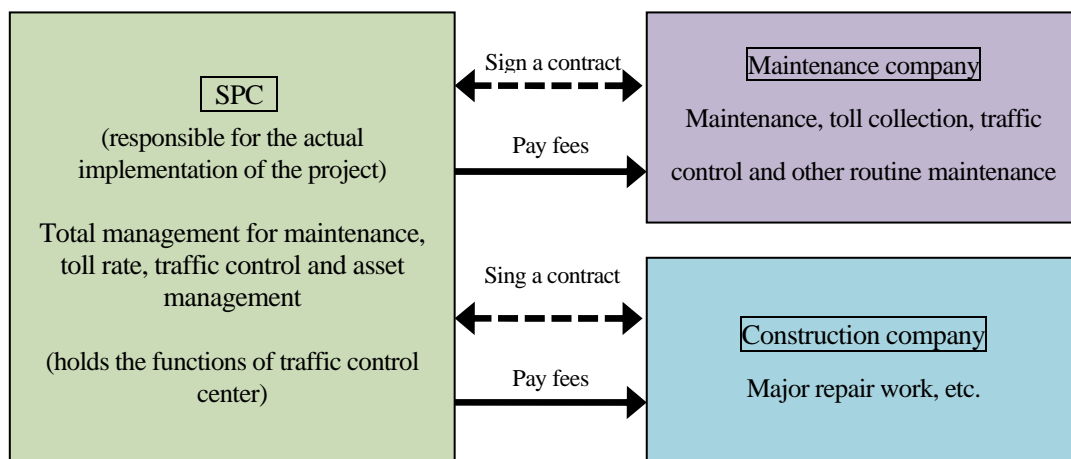 SPC
(responsible for the actual
implementation of the project)
Total management for maintenance,
toll rate, traffic control and asset
management
(holds the functions of traffic control
center)
Sign a contract
Pay fees
Maintenance company
Maintenance, toll collection, traffic
control and other routine maintenance
Sing a contract
Pay fees
Construction company
Major repair work, etc.